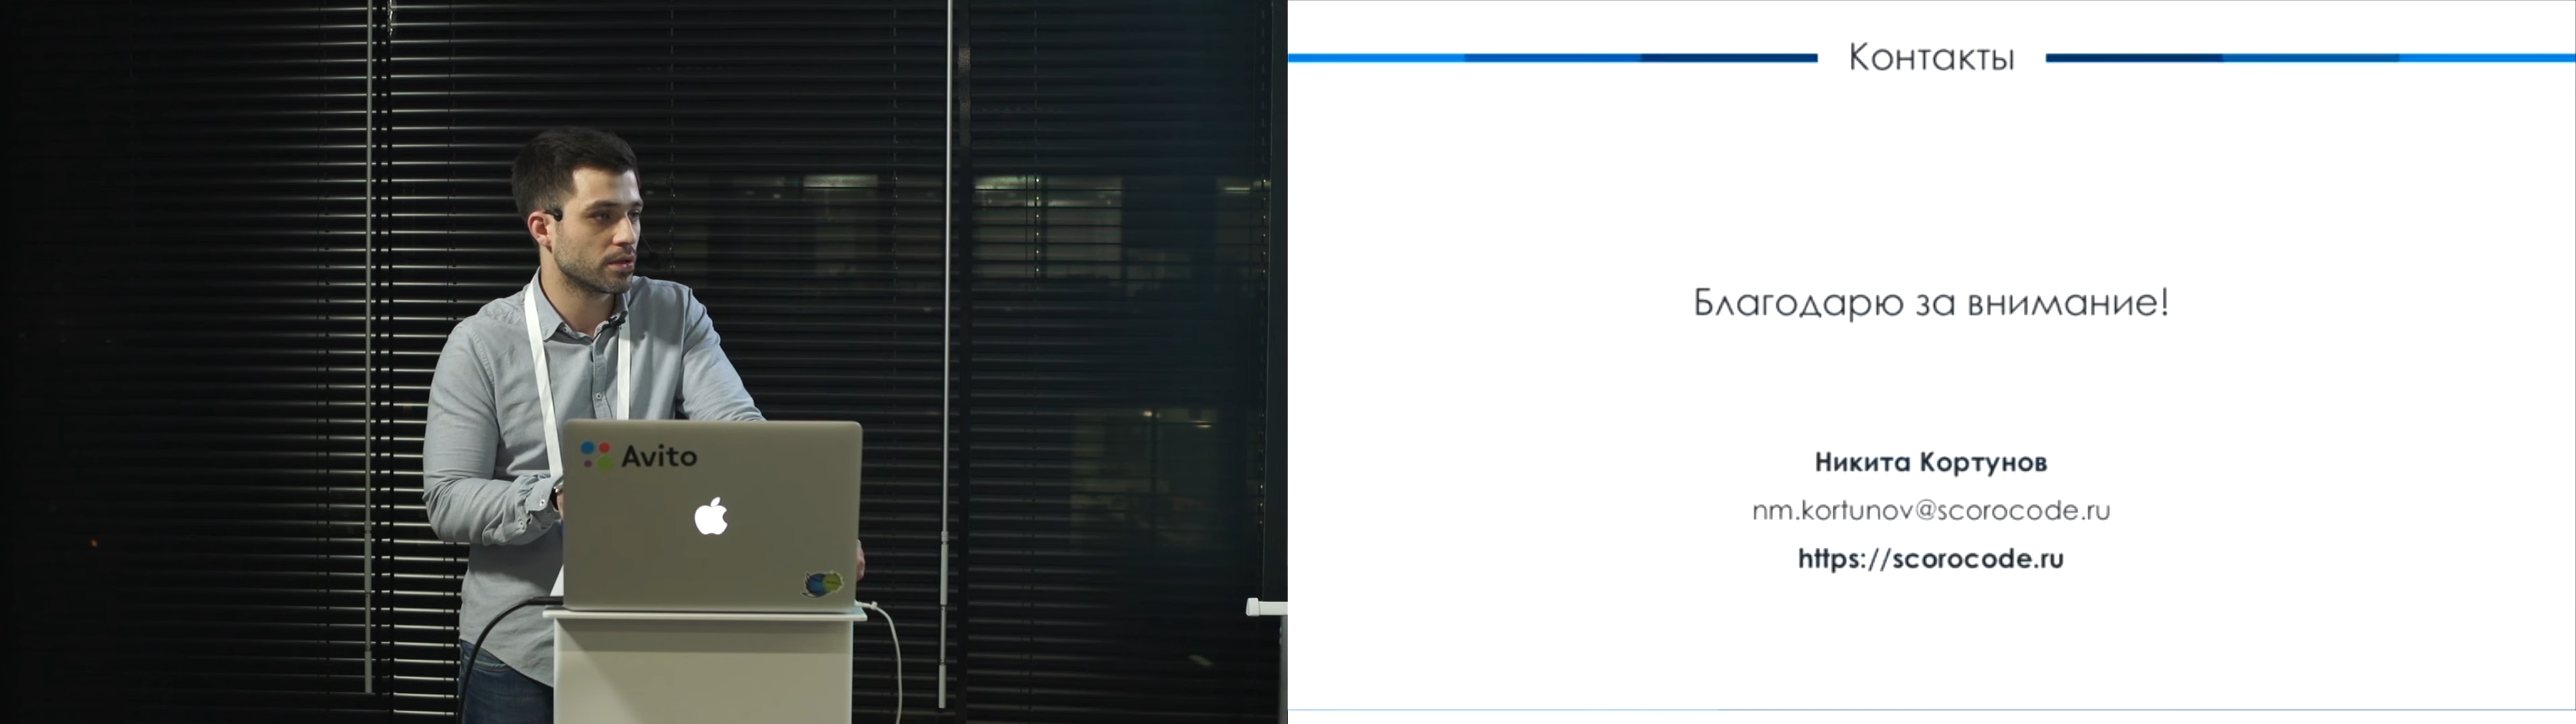 Avito
Контакты
Благодарю за внимание!
Никита Кортунов
nm.kortunov@scorocode.ru
https://scorocode.ru